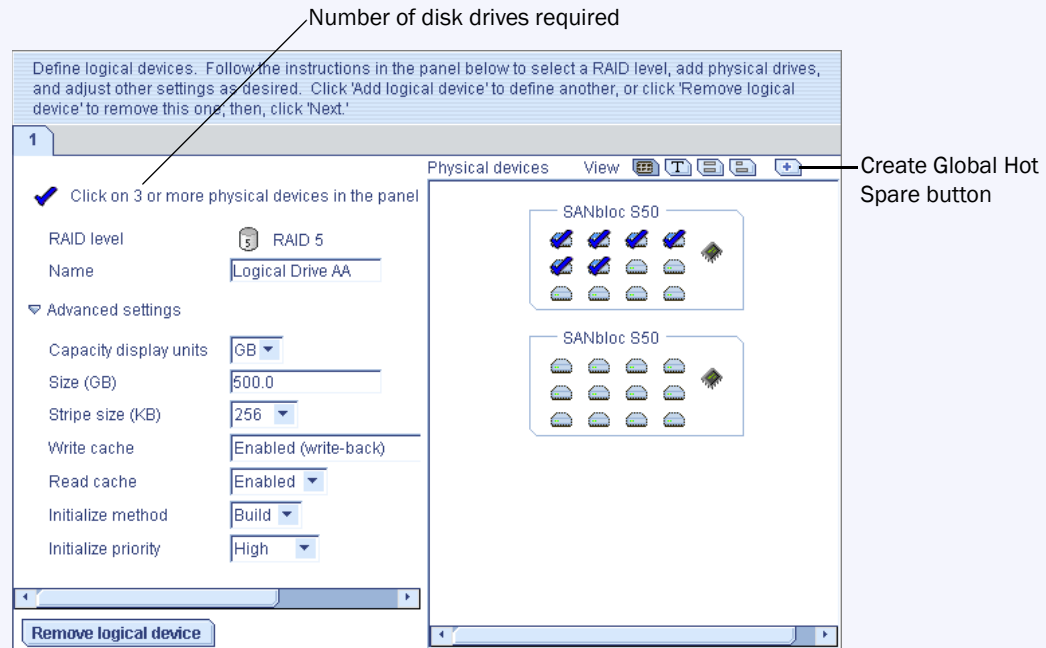 Number of disk drives required
Define logical devices. Follow the instructions in the panel below to select a RAID level, add physical drives,
and adjust other settings as desired. Click 'Add logical device' to define another, or click 'Remove logical
device' to remove this one; then, click 'Next.'
1
Physical devices View T +
Create Global Hot
Spare button
Click on 3 or more physical devices in the panel
RAID level 5 RAID 5
Name Logical Drive AA
Advanced settings
Capacity display units GB
Size (GB) 500.0
Stripe size (KB) 256
Write cache Enabled (write-back)
Read cache Enabled
Initialize method Build
Initialize priority High
Remove logical device
SANbloc S50
SANbloc S50